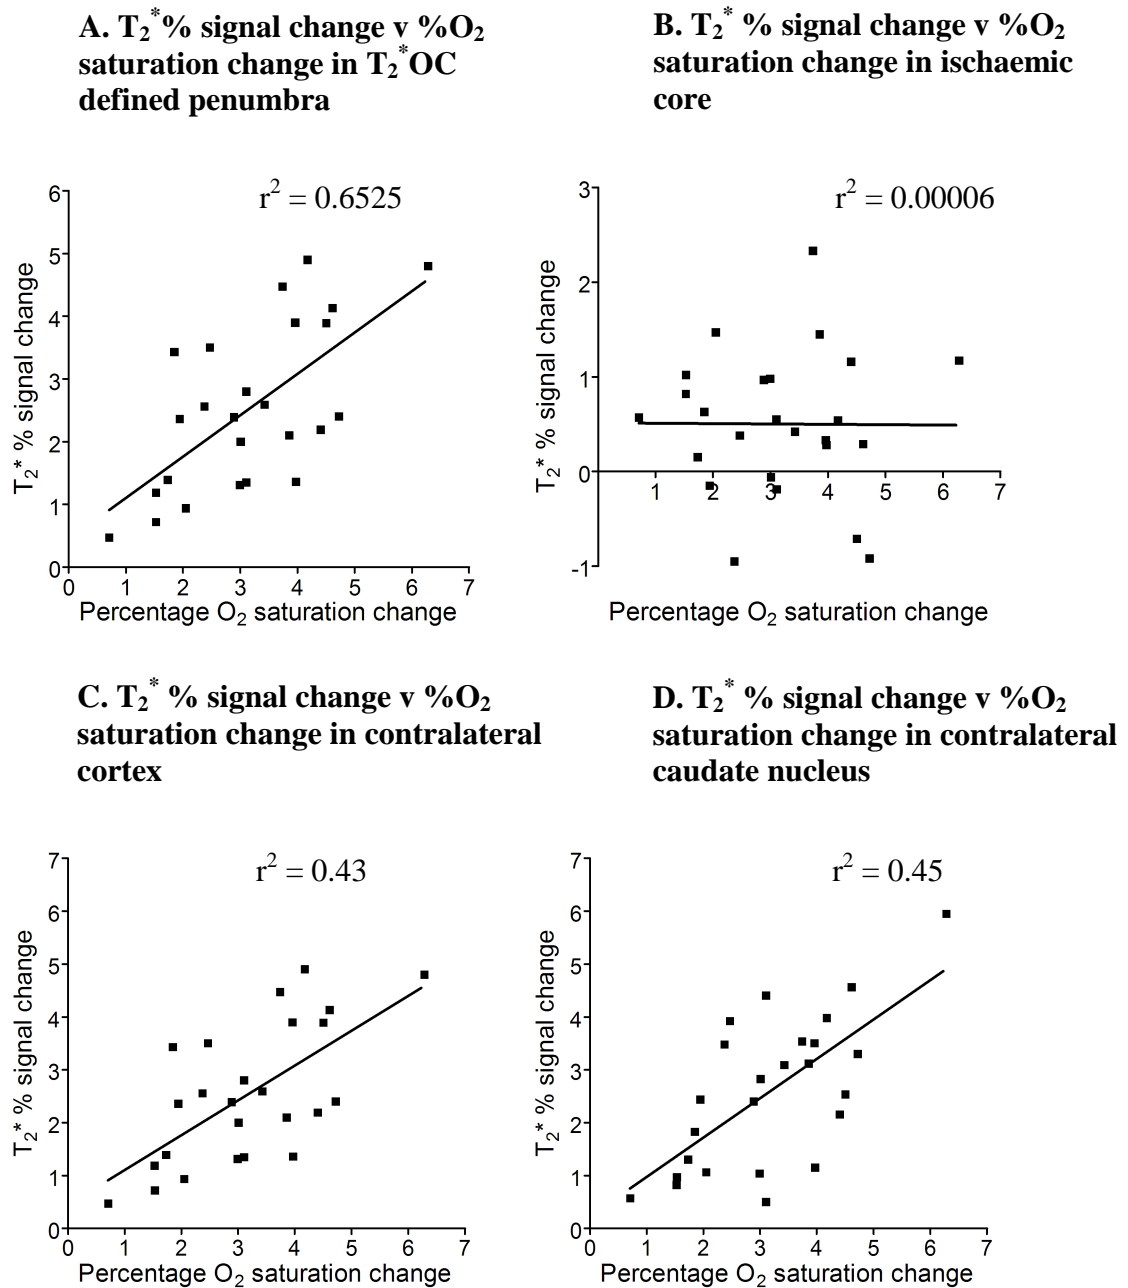 A. T₂*% signal change v %O₂
saturation change in T₂*OC
defined penumbra
r² = 0.6525
T₂* % signal change
6
5
4
3
2
1
0
0 1 2 3 4 5 6 7
Percentage O₂ saturation change
B. T₂* % signal change v %O₂
saturation change in ischaemic
core
r² = 0.00006
T₂* % signal change
3
2
1
0
-1
1 2 3 4 5 6 7
Percentage O₂ saturation change
C. T₂* % signal change v %O₂
saturation change in contralateral
cortex
r² = 0.43
T₂* % signal change
7
6
5
4
3
2
1
0
0 1 2 3 4 5 6 7
Percentage O₂ saturation change
D. T₂* % signal change v %O₂
saturation change in contralateral
caudate nucleus
r² = 0.45
T₂* % signal change
7
6
5
4
3
2
1
0
0 1 2 3 4 5 6 7
Percentage O₂ saturation change